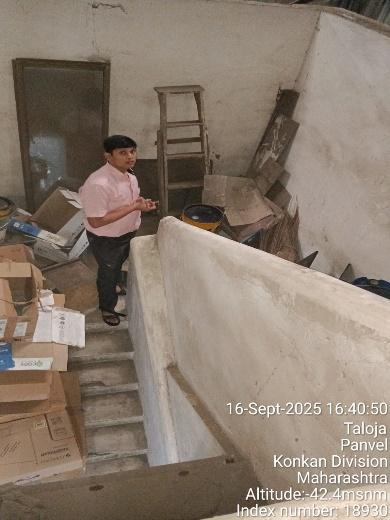 16-Sept-2025 16:40:50
Taloja
Panvel
Konkan Division
Maharashtra
Altitude:-42.4msnm
Index number: 18930